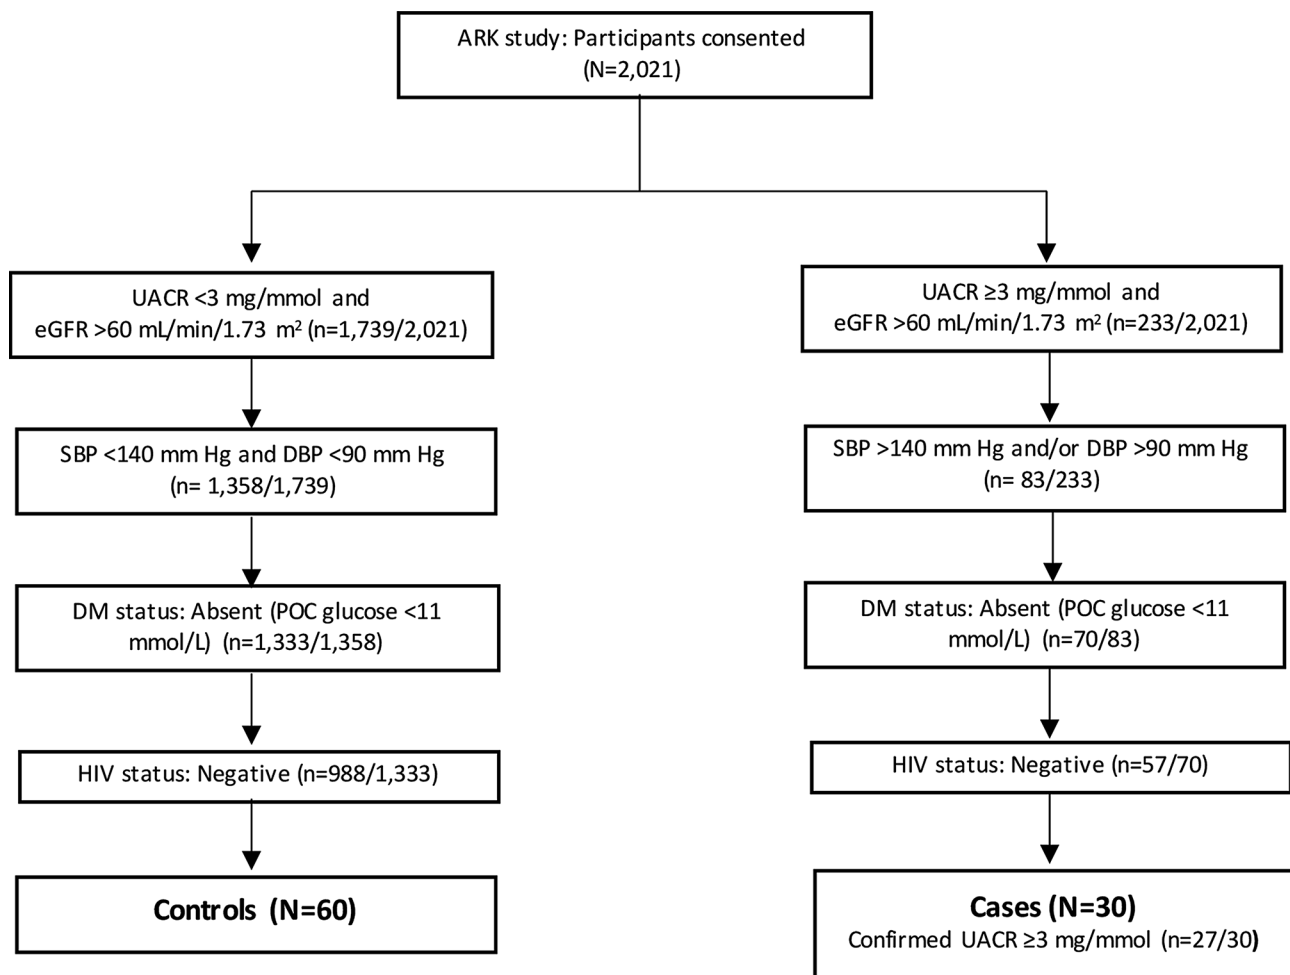 ARK study: Participants consented
(N=2,021)
UACR <3 mg/mmol and
eGFR >60 mL/min/1.73 m² (n=1,739/2,021)
SBP <140 mm Hg and DBP <90 mm Hg
(n= 1,358/1,739)
DM status: Absent (POC glucose <11
mmol/L) (n=1,333/1,358)
HIV status: Negative (n=988/1,333)
Controls (N=60)
UACR ≥3 mg/mmol and
eGFR >60 mL/min/1.73 m² (n=233/2,021)
SBP >140 mm Hg and/or DBP >90 mm Hg
(n= 83/233)
DM status: Absent (POC glucose <11
mmol/L) (n=70/83)
HIV status: Negative (n=57/70)
Cases (N=30)
Confirmed UACR ≥3 mg/mmol (n=27/30)